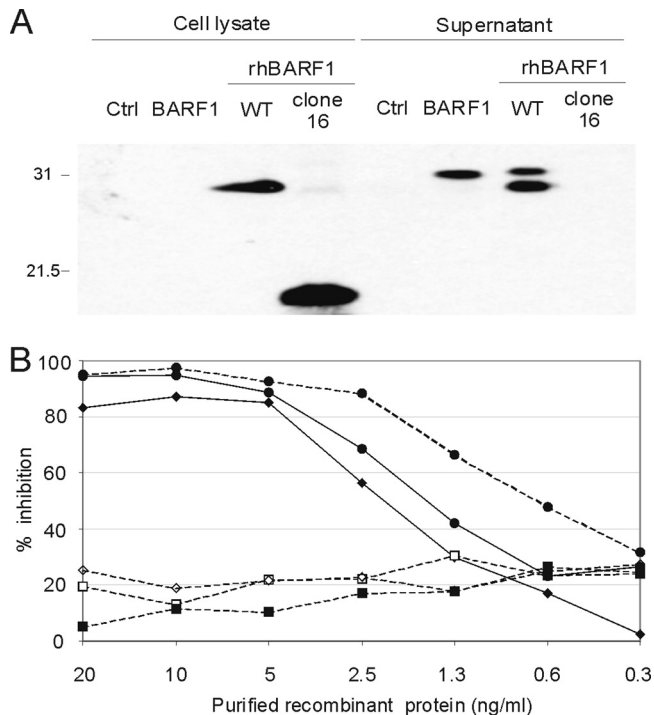 A
Cell lysate
Supernatant
rhBARF1
rhBARF1
Ctrl BARF1 WT clone 16 Ctrl BARF1 WT clone 16
31
21.5
B
% inhibition
100
80
60
40
20
0
20 10 5 2.5 1.3 0.6 0.3
Purified recombinant protein (ng/ml)